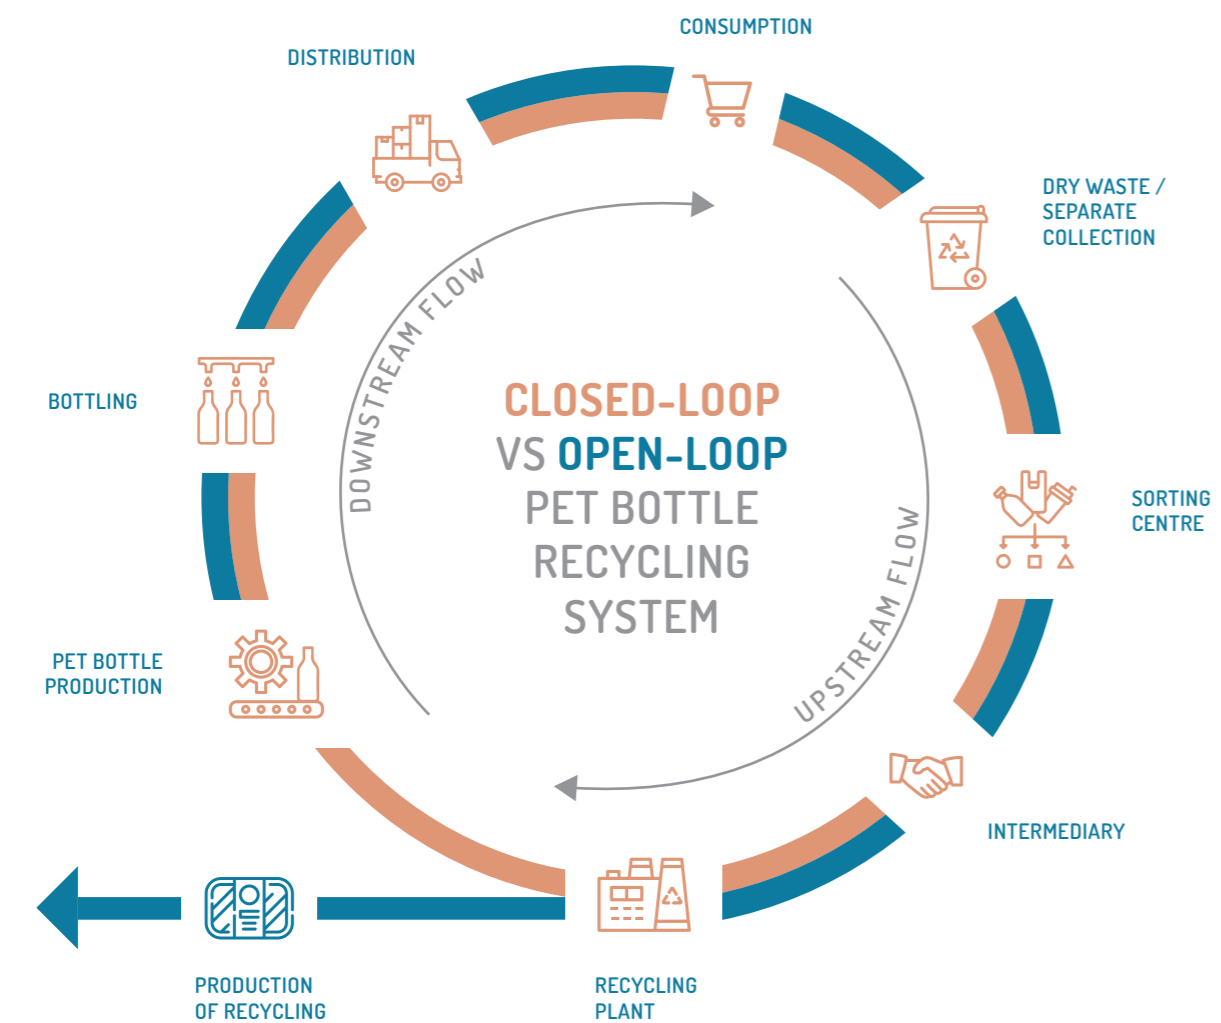 CONSUMPTION
DISTRIBUTION
DRY WASTE /
SEPARATE
COLLECTION
DOWNSTREAM FLOW
CLOSED-LOOP
VS OPEN-LOOP
PET BOTTLE
RECYCLING
SYSTEM
BOTTLING
SORTING
CENTRE
UPSTREAM FLOW
PET BOTTLE
PRODUCTION
INTERMEDIARY
PRODUCTION
OF RECYCLING
RECYCLING
PLANT